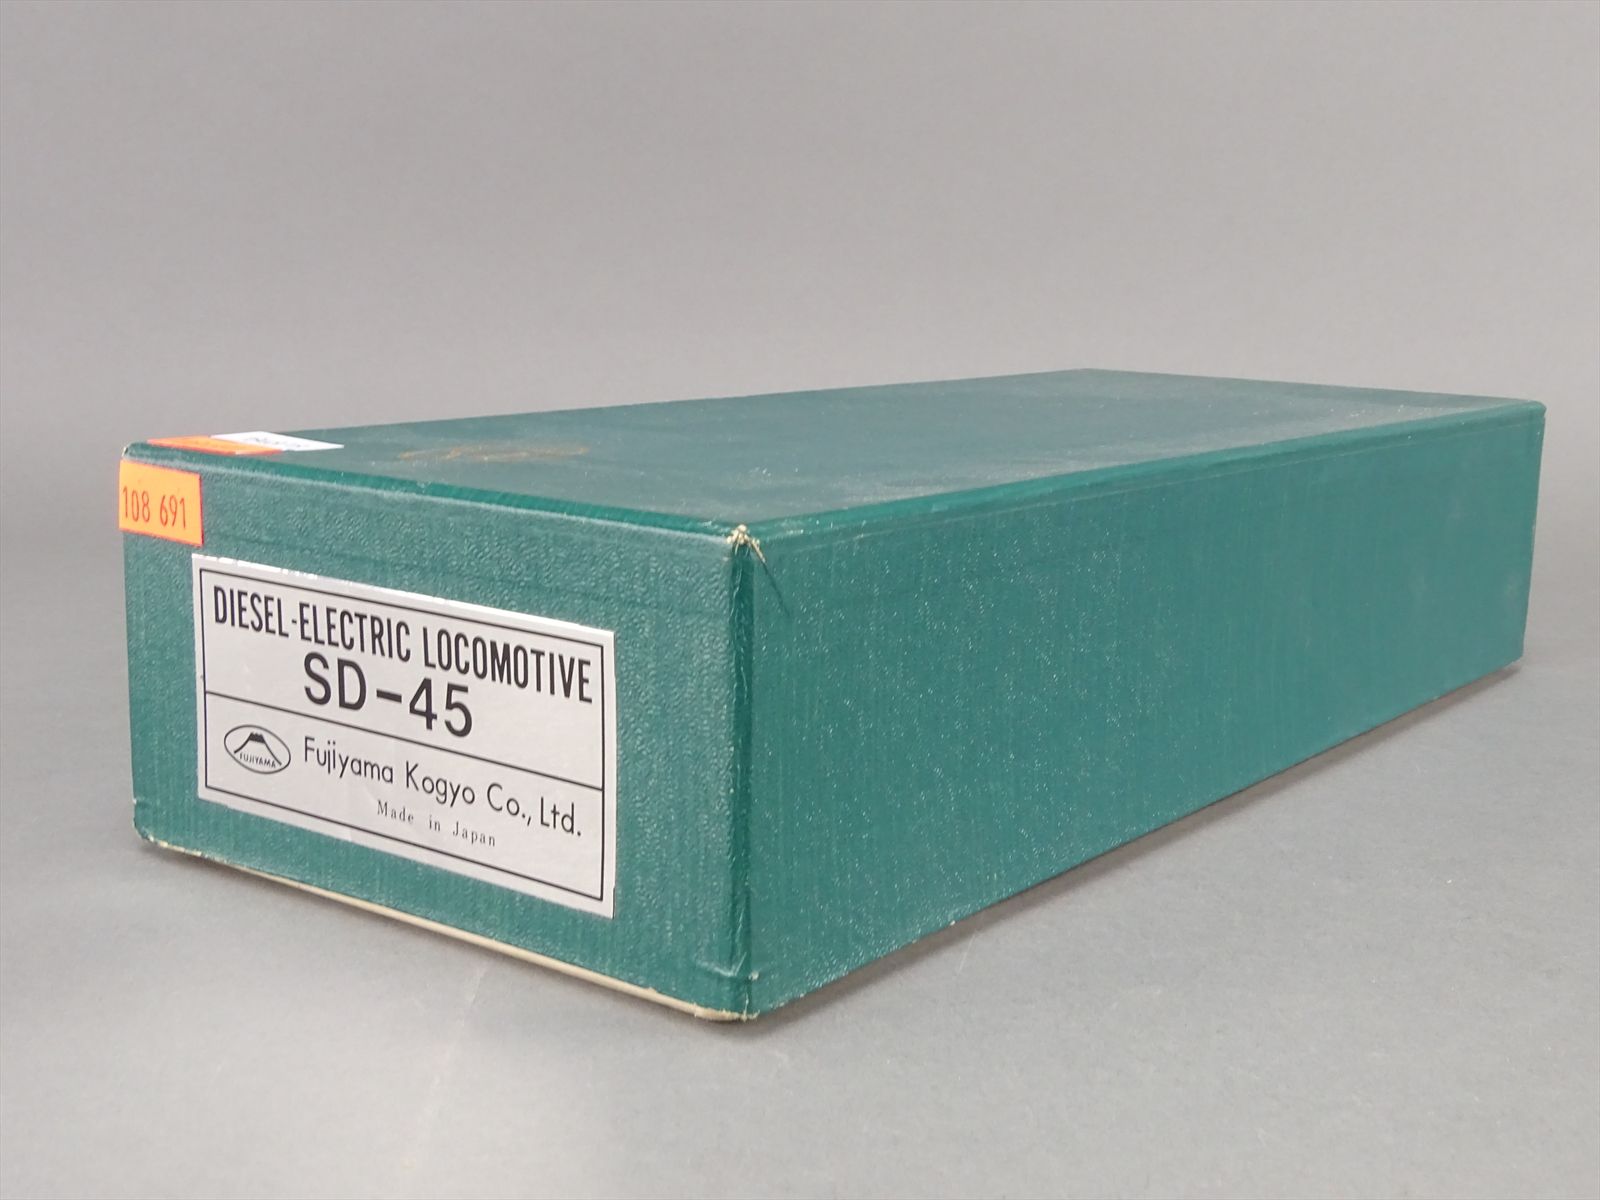 108 691
DIESEL-ELECTRIC LOCOMOTIVE
SD-45
FUJIYAMA
Fujiyama Kogyo Co., Ltd.
Made in Japan